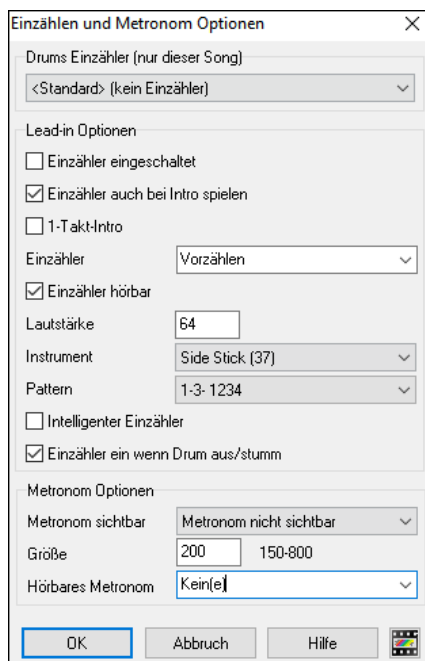 Einzählen und Metronom Optionen
Drums Einzähler (nur dieser Song)
<Standard> (kein Einzähler)
Lead-in Optionen
Einzähler eingeschaltet
Einzähler auch bei Intro spielen
1-Takt-Intro
Einzähler Vorzählen
Einzähler hörbar
Lautstärke 64
Instrument Side Stick (37)
Pattern 1-3- 1234
Intelligenter Einzähler
Einzähler ein wenn Drum aus/stumm
Metronom Optionen
Metronom sichtbar Metronom nicht sichtbar
Größe 200 150-800
Hörbares Metronom Kein(e)
OK Abbruch Hilfe